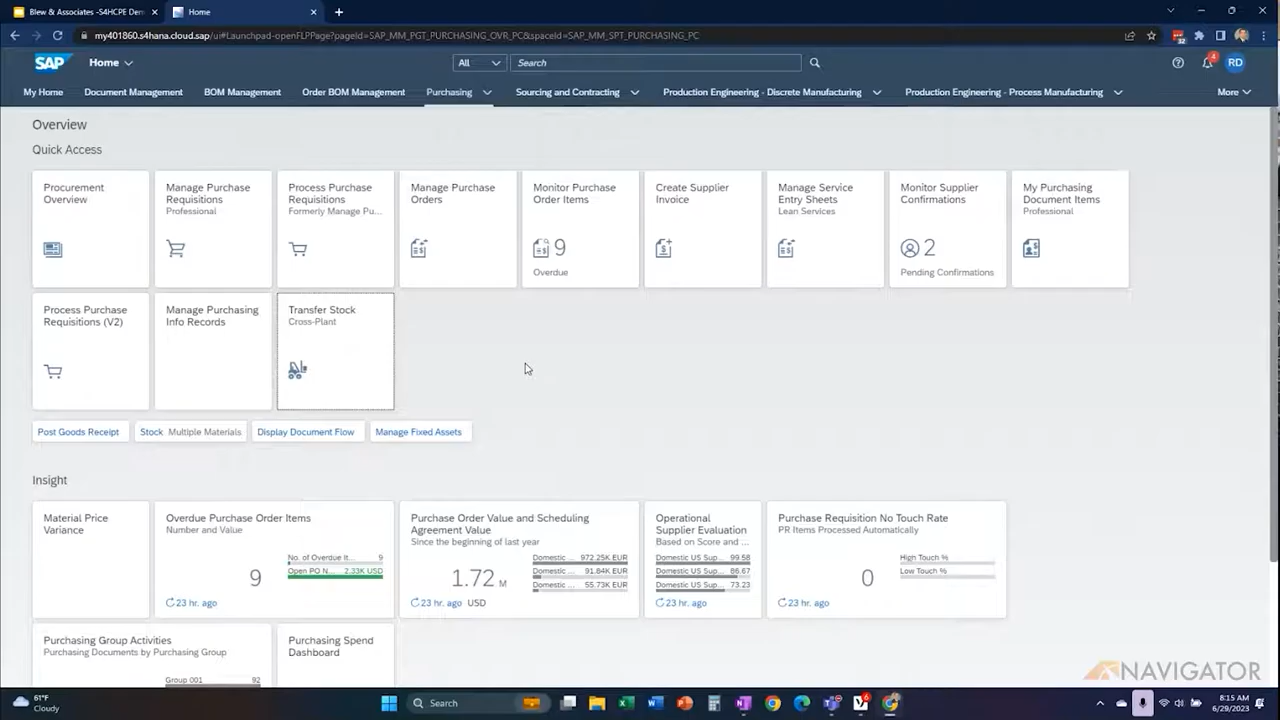 Blew & Associates -S4HCPE Dem
Home
my401860.s4hana.cloud.sap/ui#Launchpad-openFLPPage?pageId=SAP_MM_PGT_PURCHASING_OVR_PC&spaceId=SAP_MM_SPT_PURCHASING_PC
SAP
Home
All
Search
4
RD
My Home
Document Management
BOM Management
Order BOM Management
Purchasing
Sourcing and Contracting
Production Engineering - Discrete Manufacturing
Production Engineering - Process Manufacturing
More
Overview
Quick Access
Procurement
Overview
Manage Purchase
Requisitions
Professional
Process Purchase
Requisitions
Formerly Manage Pu...
Manage Purchase
Orders
Monitor Purchase
Order Items
9
Overdue
Create Supplier
Invoice
Manage Service
Entry Sheets
Lean Services
Monitor Supplier
Confirmations
2
Pending Confirmations
My Purchasing
Document Items
Professional
Process Purchase
Requisitions (V2)
Manage Purchasing
Info Records
Transfer Stock
Cross-Plant
Post Goods Receipt
Stock Multiple Materials
Display Document Flow
Manage Fixed Assets
Insight
Material Price
Variance
Overdue Purchase Order Items
Number and Value
No. of Overdue It... 9
Open PO N... 2.33K USD
9
23 hr. ago
Purchase Order Value and Scheduling
Agreement Value
Since the beginning of last year
Domestic ... 972.25K EUR
Domestic ... 91.84K EUR
Domestic ... 55.73K EUR
1.72 M
23 hr. ago USD
Operational
Supplier Evaluation
Based on Score and ...
Domestic US Sup... 99.58
Domestic US Sup... 86.67
Domestic US Sup... 73.23
23 hr. ago
Purchase Requisition No Touch Rate
PR Items Processed Automatically
High Touch %
Low Touch %
0
23 hr. ago
Purchasing Group Activities
Purchasing Documents by Purchasing Group
Group 001 92
Purchasing Spend
Dashboard
NAVIGATOR
61°F
Cloudy
Search
8:15 AM
6/29/2023